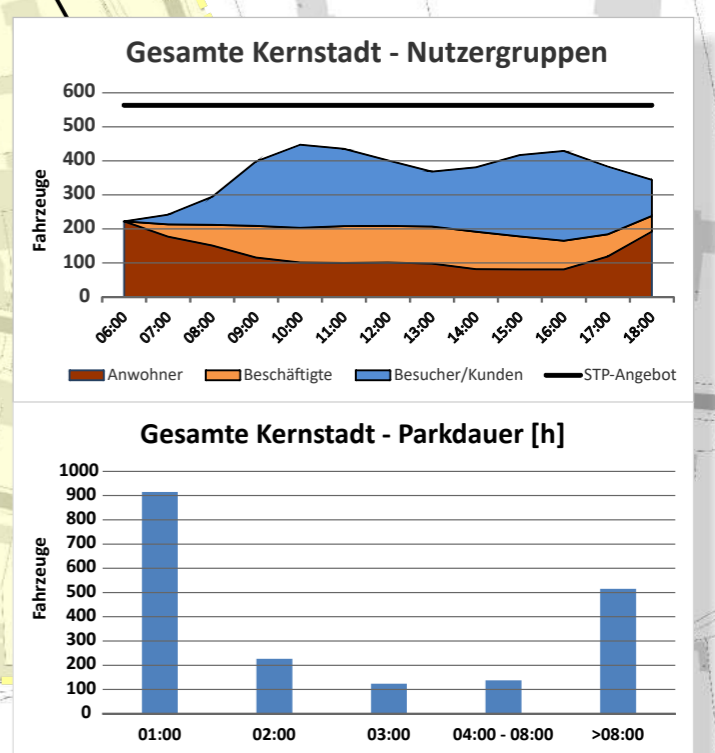 Gesamte Kernstadt - Nutzergruppen
Fahrzeuge
600
500
400
300
200
100
0
06:00 07:00 08:00 09:00 10:00 11:00 12:00 13:00 14:00 15:00 16:00 17:00 18:00
Anwohner Beschäftigte Besucher/Kunden STP-Angebot
Gesamte Kernstadt - Parkdauer [h]
Fahrzeuge
1000
900
800
700
600
500
400
300
200
100
0
01:00 02:00 03:00 04:00 - 08:00 >08:00